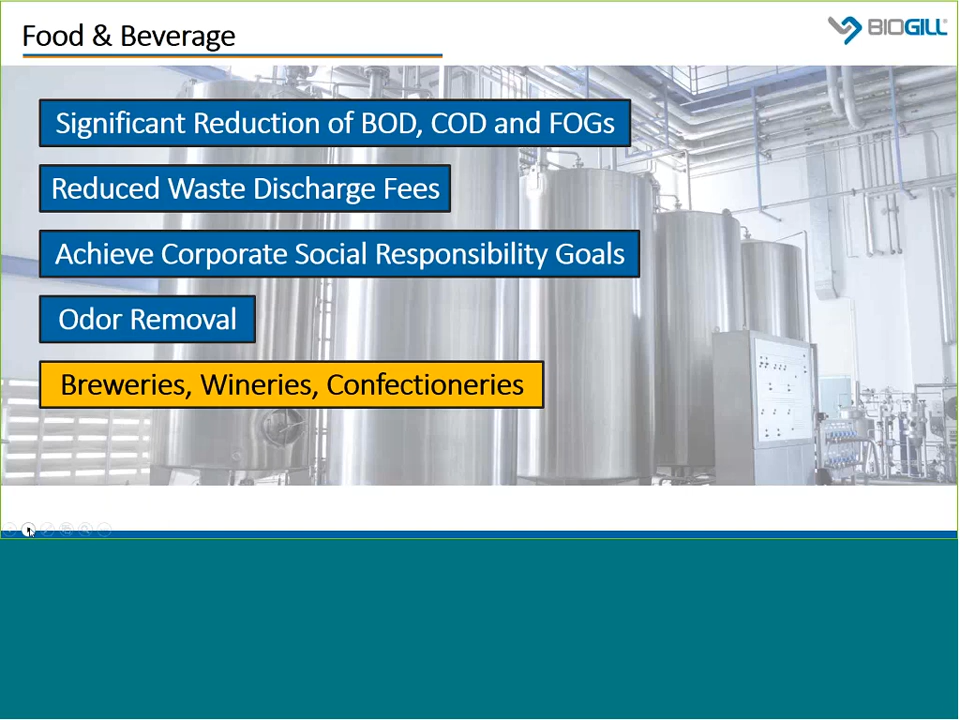 Food & Beverage
BIOGILL®
Significant Reduction of BOD, COD and FOGs
Reduced Waste Discharge Fees
Achieve Corporate Social Responsibility Goals
Odor Removal
Breweries, Wineries, Confectioneries